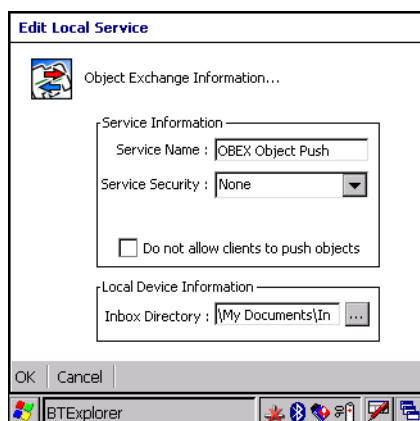 Edit Local Service
Object Exchange Information...
Service Information
Service Name : OBEX Object Push
Service Security : None
Do not allow clients to push objects
Local Device Information
Inbox Directory : \My Documents\In ...
OK Cancel
BTExplorer